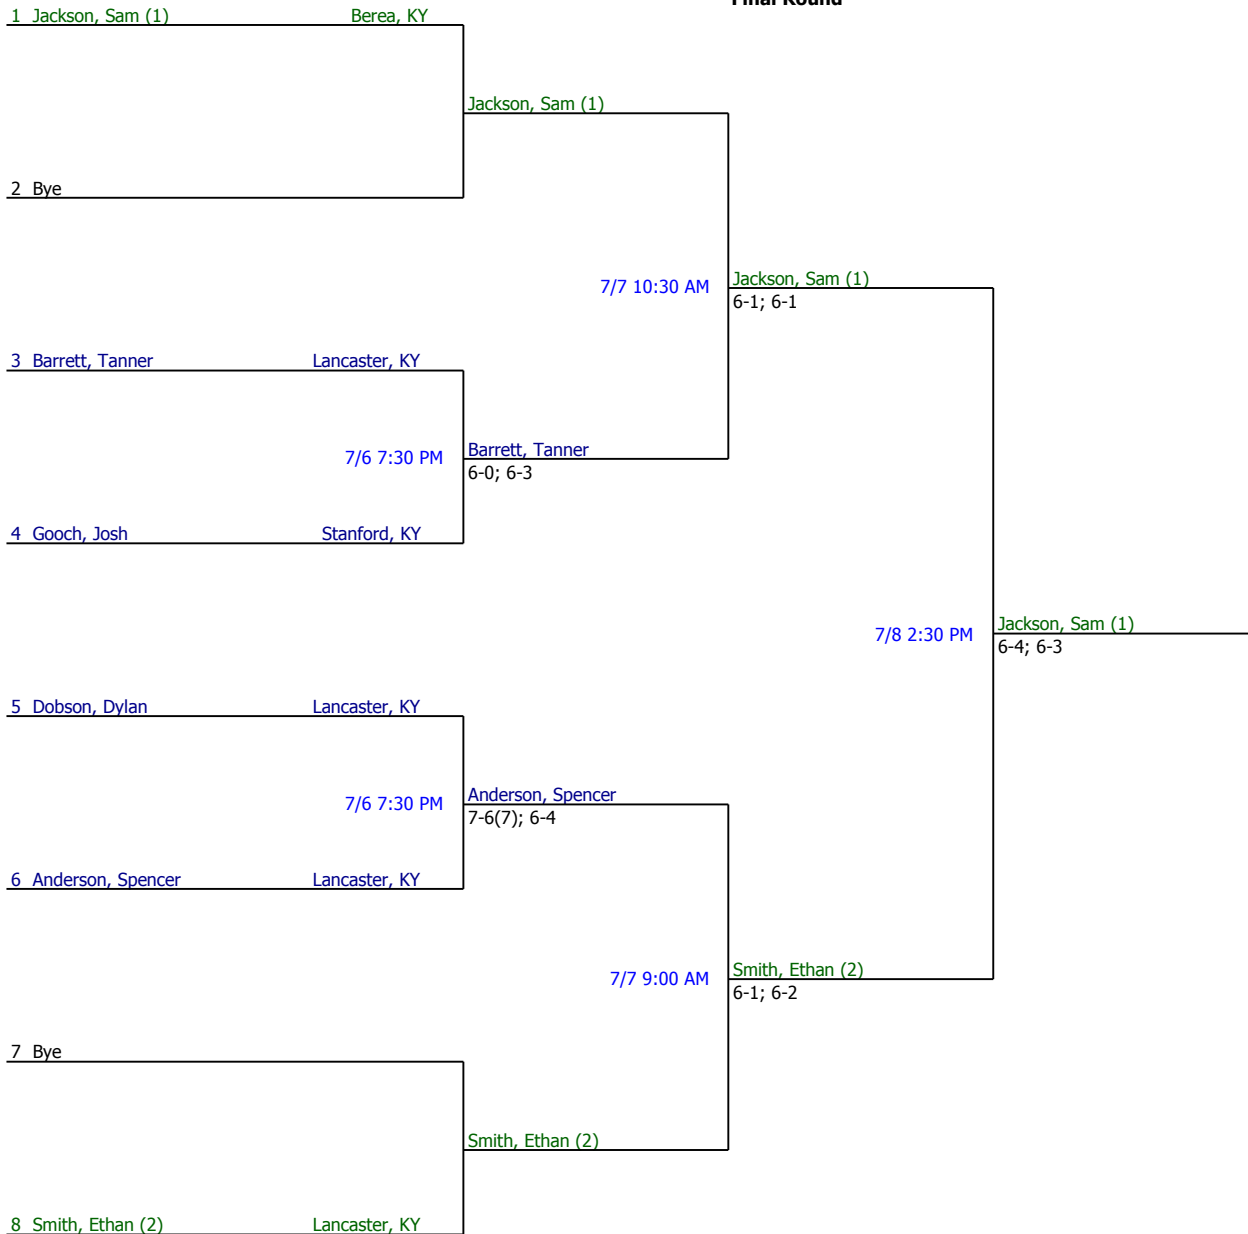 Final Round
1 Jackson, Sam (1) Berea, KY
Jackson, Sam (1)
2 Bye
7/7 10:30 AM
Jackson, Sam (1)
6-1; 6-1
3 Barrett, Tanner Lancaster, KY
7/6 7:30 PM
Barrett, Tanner
6-0; 6-3
4 Gooch, Josh Stanford, KY
7/8 2:30 PM
Jackson, Sam (1)
6-4; 6-3
5 Dobson, Dylan Lancaster, KY
7/6 7:30 PM
Anderson, Spencer
7-6(7); 6-4
6 Anderson, Spencer Lancaster, KY
7/7 9:00 AM
Smith, Ethan (2)
6-1; 6-2
7 Bye
Smith, Ethan (2)
8 Smith, Ethan (2) Lancaster, KY